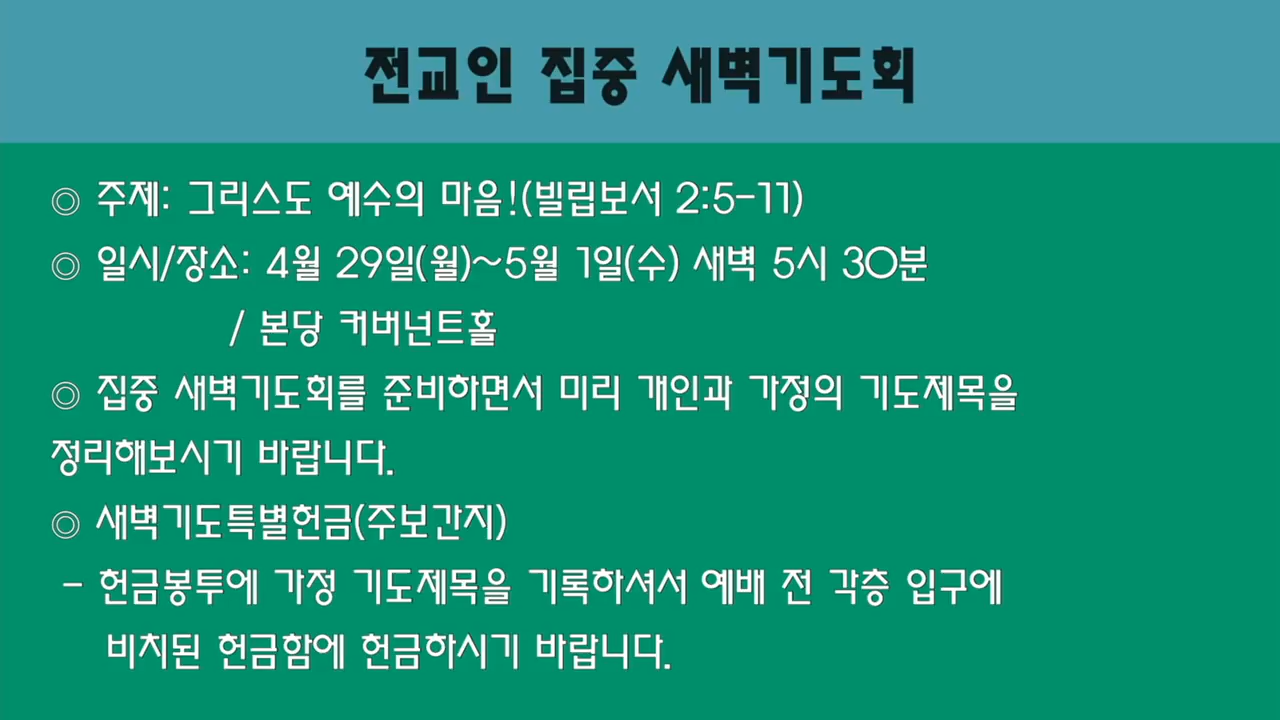 전교인 집중 새벽기도회
◎ 주제: 그리스도 예수의 마음!(빌립보서 2:5-11)
◎ 일시/장소: 4월 29일(월)~5월 1일(수) 새벽 5시 30분
/ 본당 커버넌트홀
◎ 집중 새벽기도회를 준비하면서 미리 개인과 가정의 기도제목을
정리해보시기 바랍니다.
◎ 새벽기도특별헌금(주보간지)
- 헌금봉투에 가정 기도제목을 기록하셔서 예배 전 각층 입구에
비치된 헌금함에 헌금하시기 바랍니다.